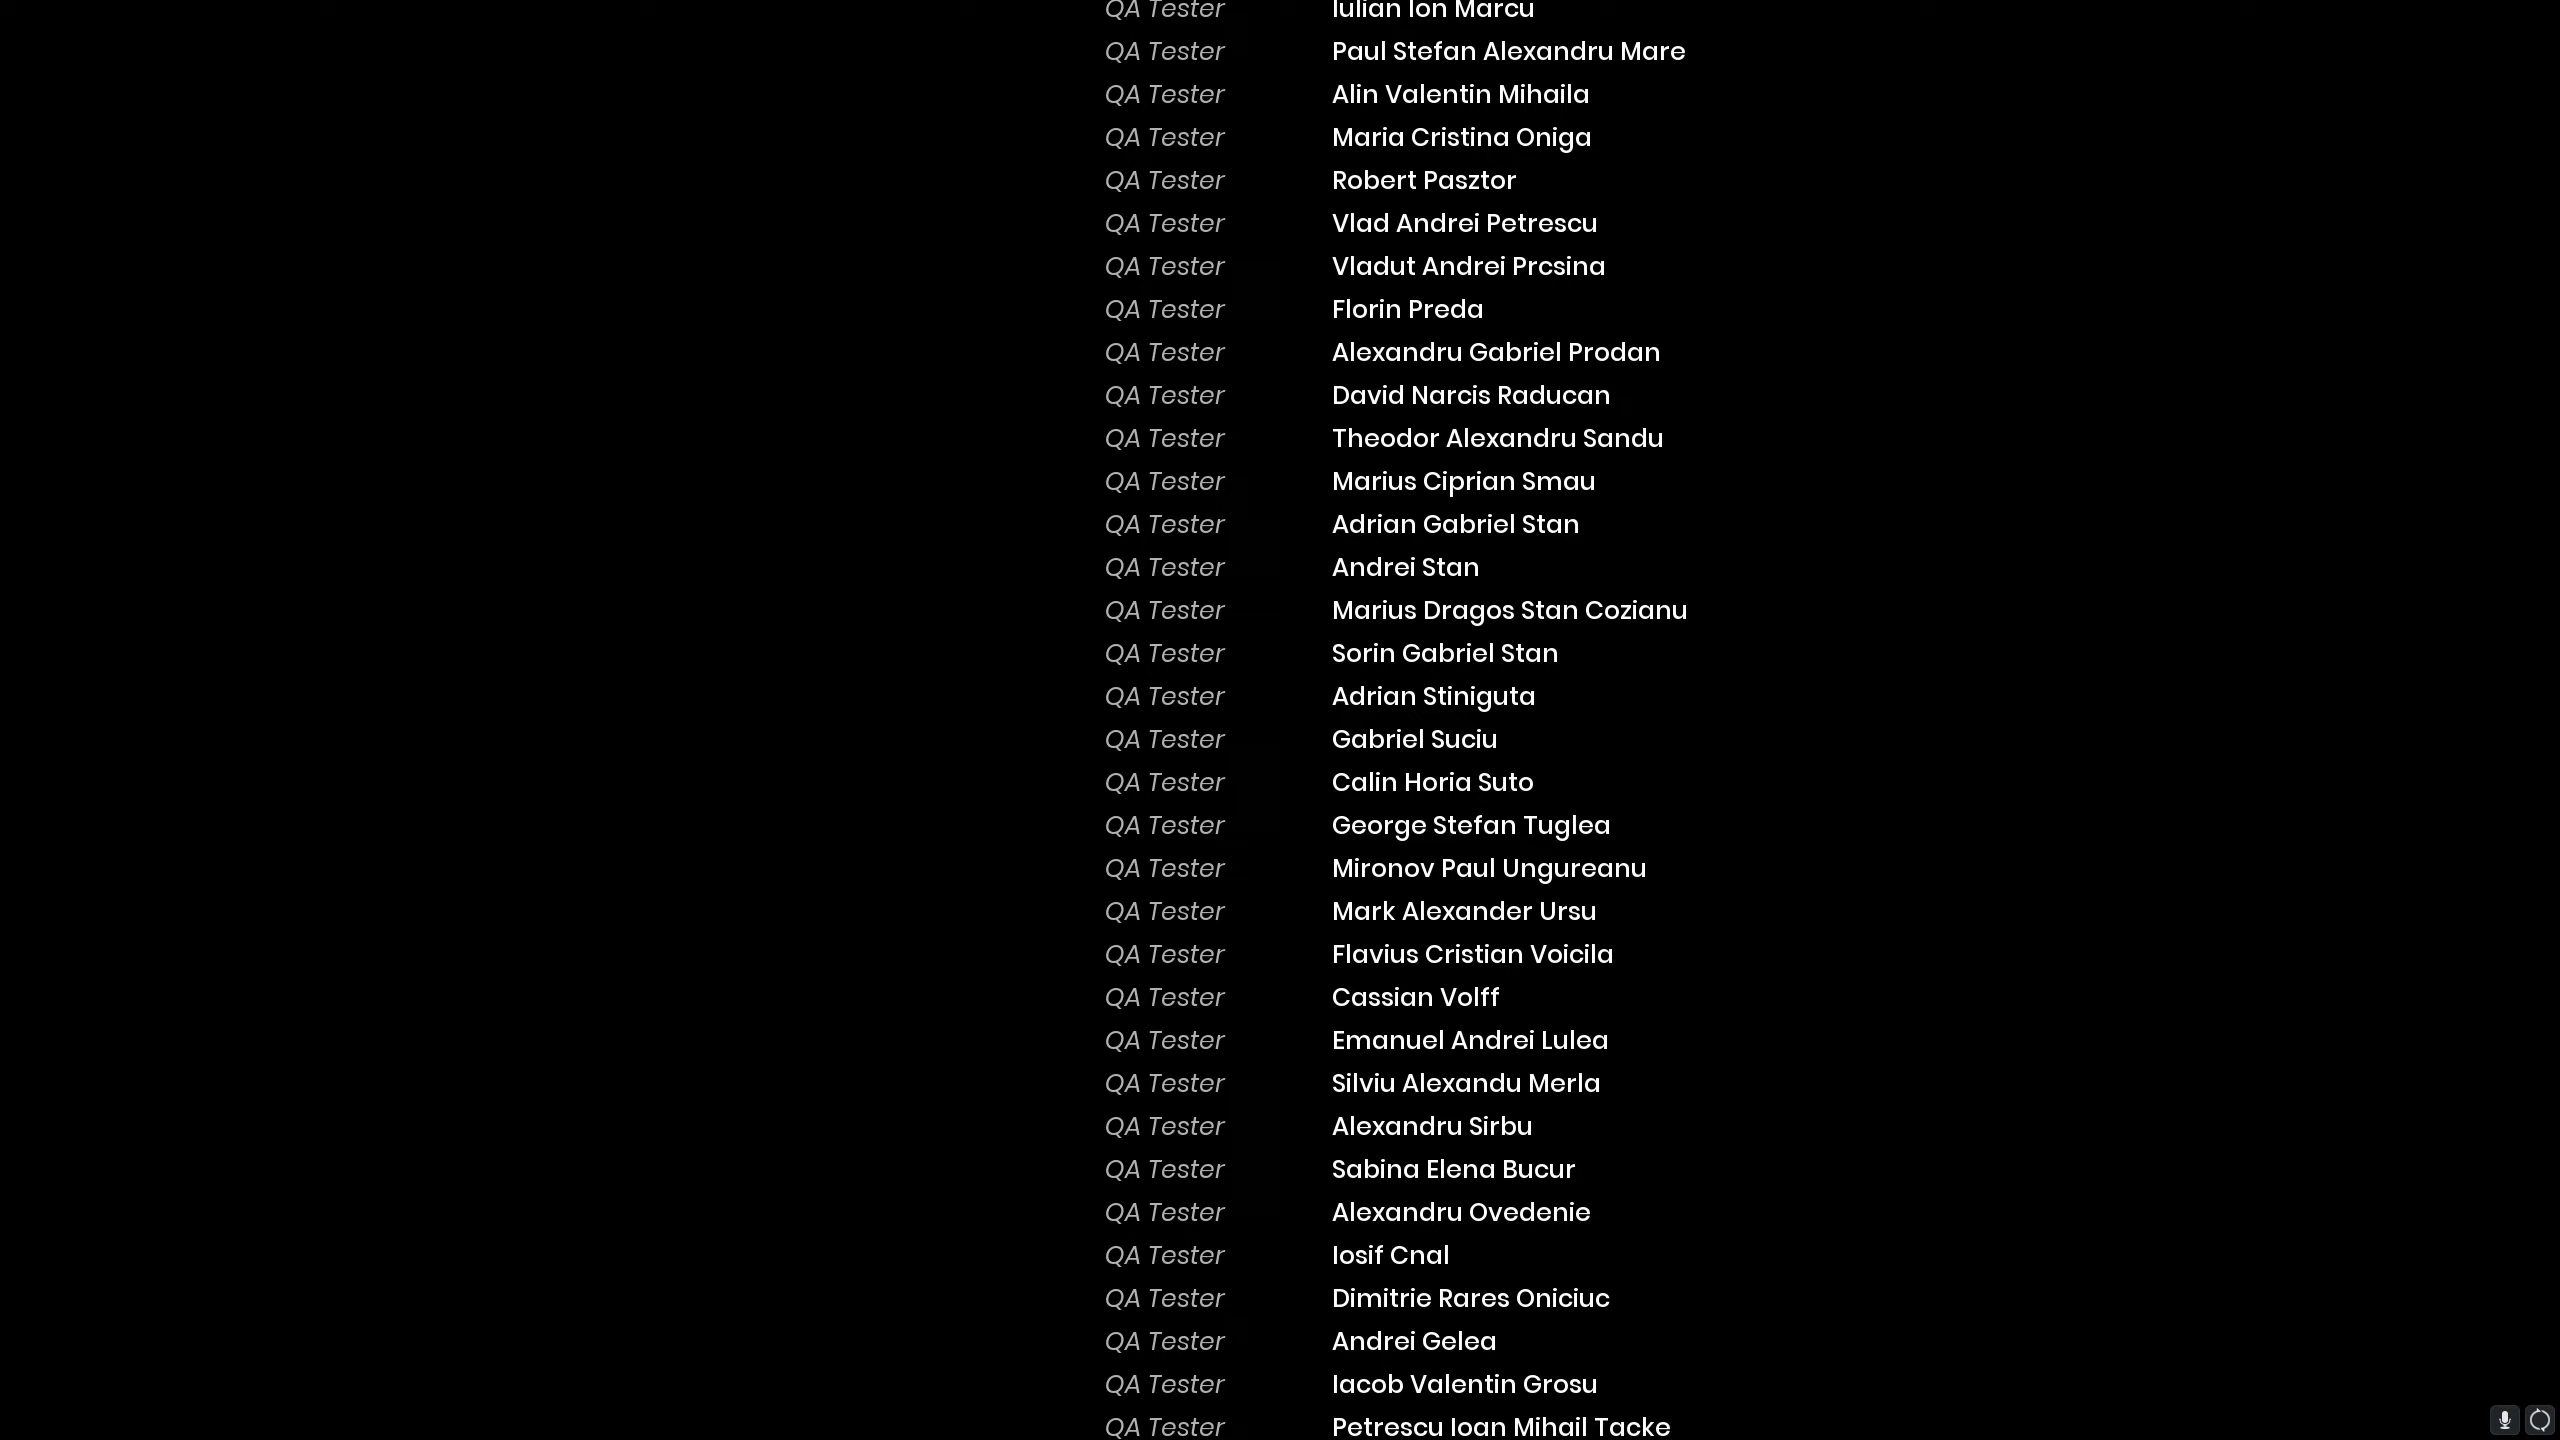 QA Tester Iulian Ion Marcu
QA Tester Paul Stefan Alexandru Mare
QA Tester Alin Valentin Mihaila
QA Tester Maria Cristina Oniga
QA Tester Robert Pasztor
QA Tester Vlad Andrei Petrescu
QA Tester Vladut Andrei Prcsina
QA Tester Florin Preda
QA Tester Alexandru Gabriel Prodan
QA Tester David Narcis Raducan
QA Tester Theodor Alexandru Sandu
QA Tester Marius Ciprian Smau
QA Tester Adrian Gabriel Stan
QA Tester Andrei Stan
QA Tester Marius Dragos Stan Cozianu
QA Tester Sorin Gabriel Stan
QA Tester Adrian Stiniguta
QA Tester Gabriel Suciu
QA Tester Calin Horia Suto
QA Tester George Stefan Tuglea
QA Tester Mironov Paul Ungureanu
QA Tester Mark Alexander Ursu
QA Tester Flavius Cristian Voicila
QA Tester Cassian Volff
QA Tester Emanuel Andrei Lulea
QA Tester Silviu Alexandu Merla
QA Tester Alexandru Sirbu
QA Tester Sabina Elena Bucur
QA Tester Alexandru Ovedenie
QA Tester Iosif Cnal
QA Tester Dimitrie Rares Oniciuc
QA Tester Andrei Gelea
QA Tester Iacob Valentin Grosu
QA Tester Petrescu Ioan Mihail Tacke